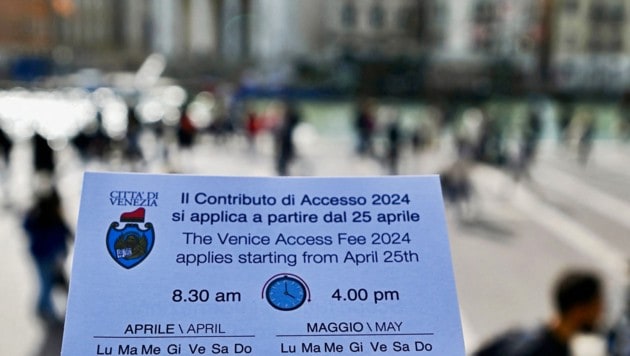 CITTÀ DI
VENEZIA
Il Contributo di Accesso 2024
si applica a partire dal 25 aprile
The Venice Access Fee 2024
applies starting from April 25th
8.30 am
4.00 pm
APRILE \ APRIL
MAGGIO \ MAY
Lu Ma Me Gi Ve Sa Do
Lu Ma Me Gi Ve Sa Do